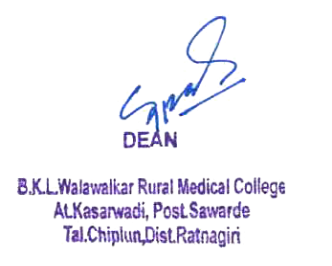 DEAN
B.K.L.Walawalkar Rural Medical College
At.Kasarwadi, Post.Sawarde
Tal.Chiplun,Dist.Ratnagiri